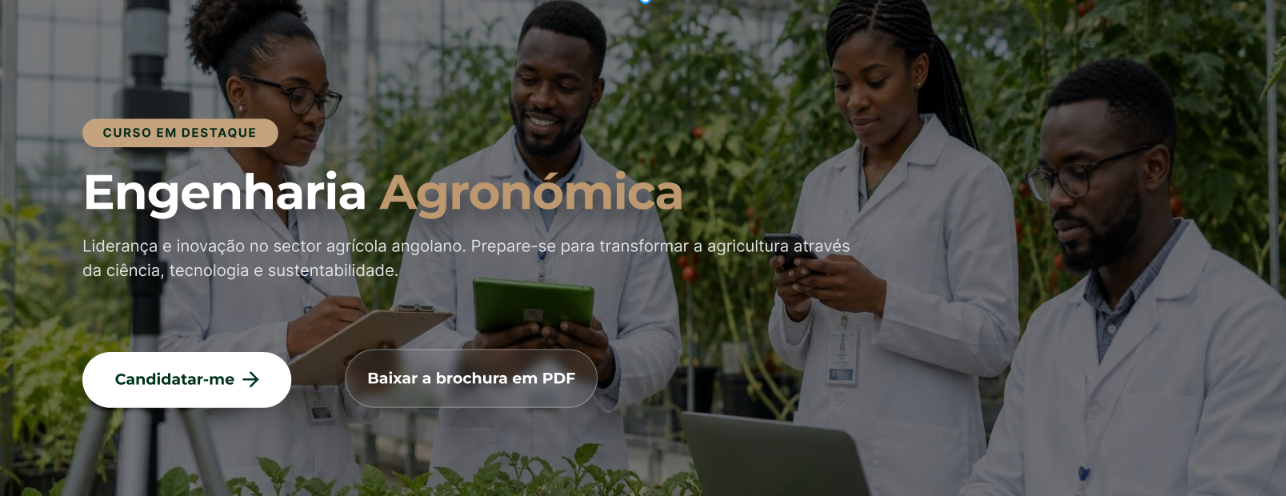 CURSO EM DESTAQUE
Engenharia Agronómica
Liderança e inovação no sector agrícola angolano. Prepare-se para transformar a agricultura através
da ciência, tecnologia e sustentabilidade.
Candidatar-me →
Baixar a brochura em PDF